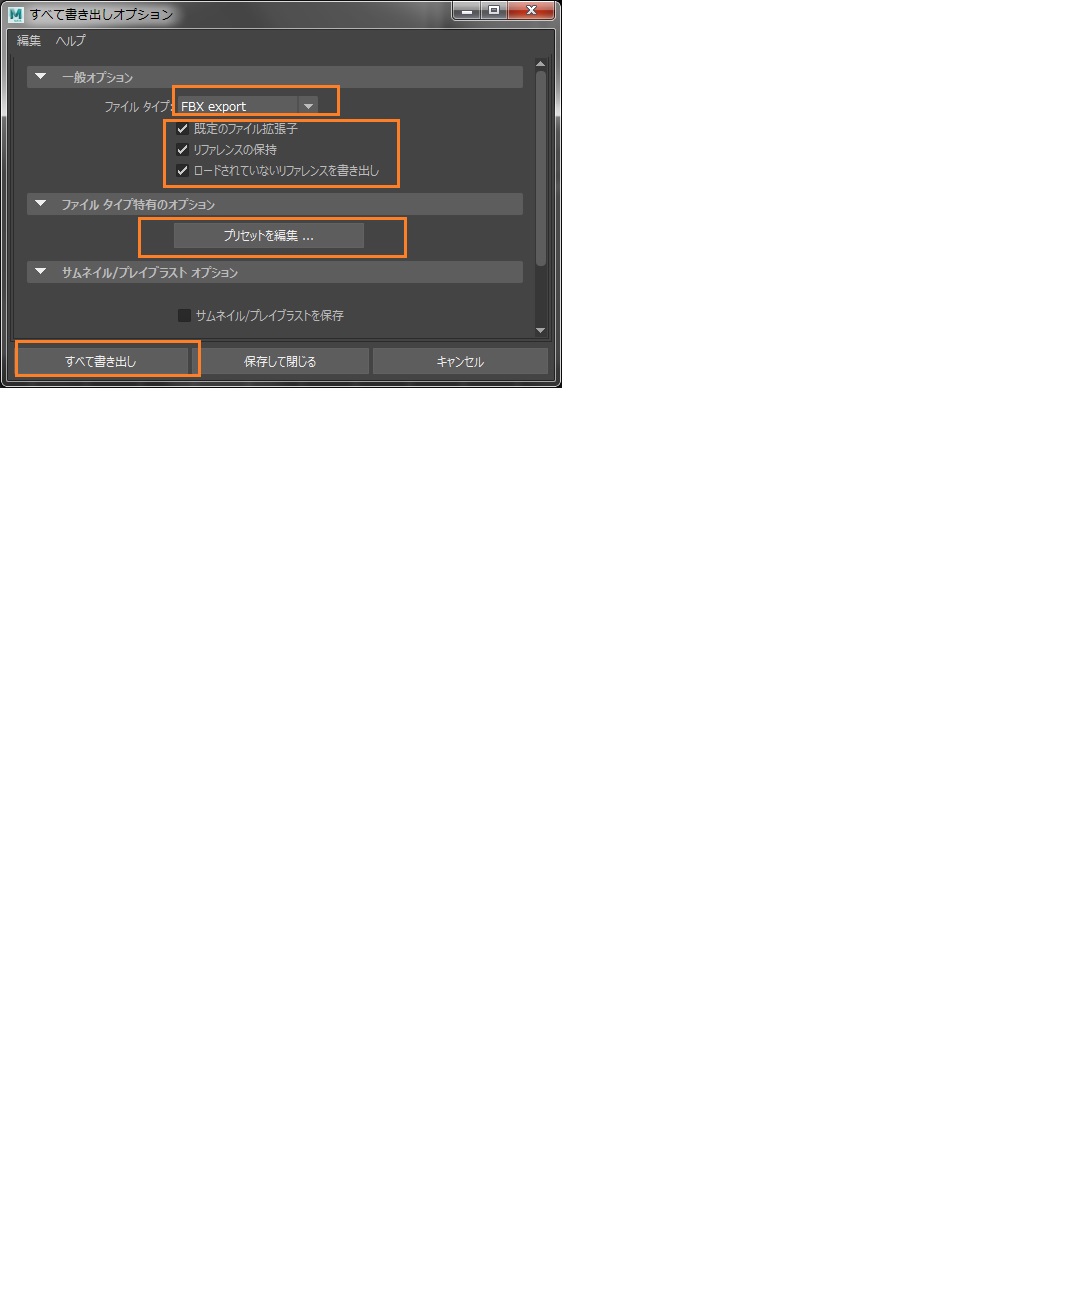 すべて書き出しオプション
編集 ヘルプ
一般オプション
ファイル タイプ: FBX export
既定のファイル拡張子
リファレンスの保持
ロードされていないリファレンスを書き出し
ファイル タイプ特有のオプション
プリセットを編集 ...
サムネイル/プレイブラスト オプション
サムネイル/プレイブラストを保存
すべて書き出し 保存して閉じる キャンセル